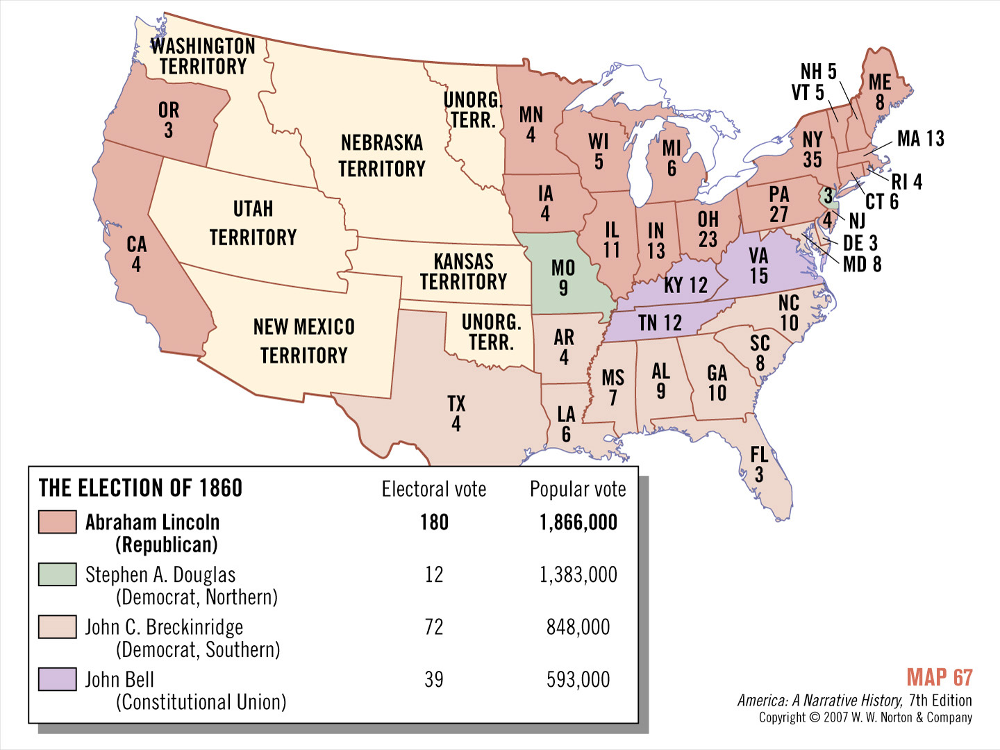 WASHINGTON
TERRITORY
OR
3
CA
4
UTAH
TERRITORY
NEBRASKA
TERRITORY
UNORG.
TERR.
NEW MEXICO
TERRITORY
KANSAS
TERRITORY
UNORG.
TERR.
MN
4
IA
4
MO
9
AR
4
LA
6
TX
4
WI
5
IL
11
MI
6
IN
13
OH
23
KY 12
TN 12
MS
7
AL
9
GA
10
FL
3
SC
8
NC
10
VA
15
PA
27
NY
35
NH 5
VT 5
ME
8
MA 13
RI 4
CT 6
3
4
NJ
DE 3
MD 8
THE ELECTION OF 1860 Electoral vote Popular vote
Abraham Lincoln 180 1,866,000
(Republican)
Stephen A. Douglas 12 1,383,000
(Democrat, Northern)
John C. Breckinridge 72 848,000
(Democrat, Southern)
John Bell 39 593,000
(Constitutional Union)
MAP 67
America: A Narrative History, 7th Edition
Copyright © 2007 W. W. Norton & Company